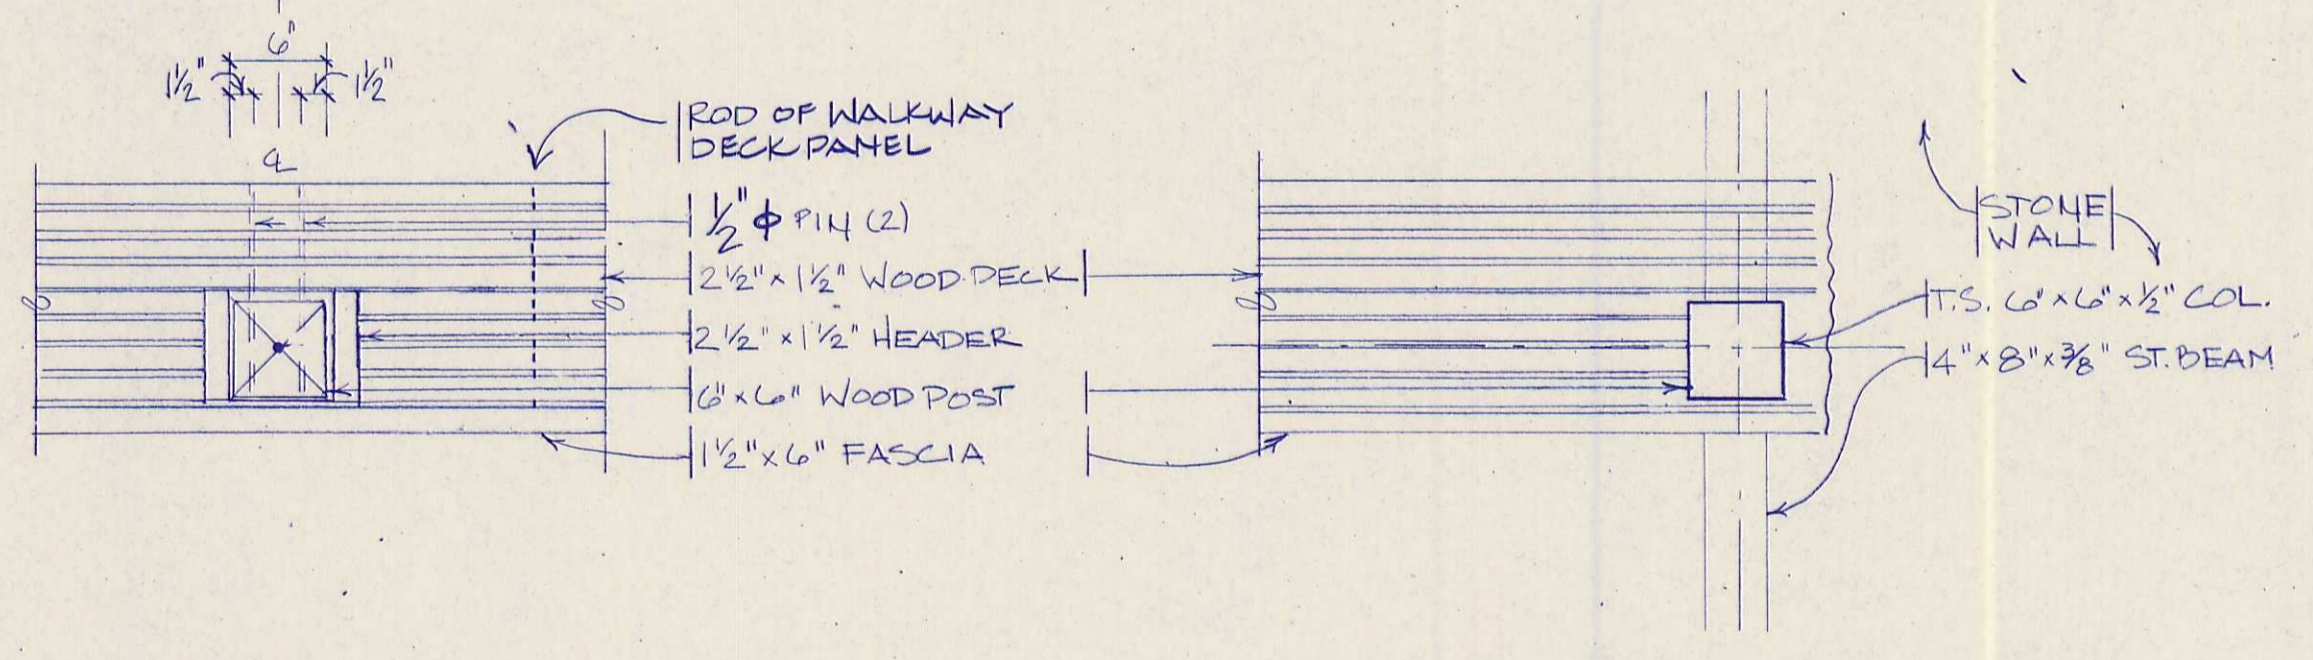 6"
1½" 1½"
℄
ROD OF WALKWAY
DECK PANEL
½" ϕ PIN (2)
2½" x 1½" WOOD DECK
2½" x 1½" HEADER
6" x 6" WOOD POST
1½" x 6" FASCIA
STONE
WALL
T.S. 6" x 6" x ½" COL.
4" x 8" x ⅜" ST. BEAM